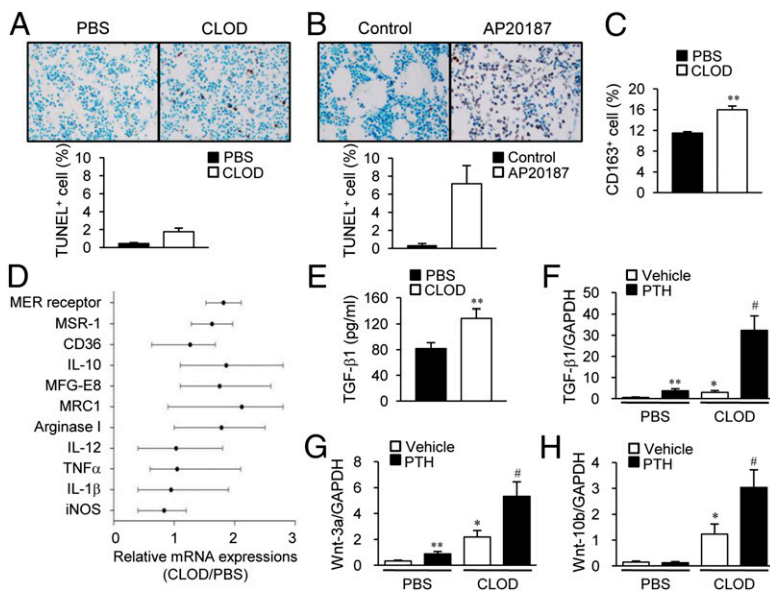 A
PBS
CLOD
TUNEL⁺ cell (%)
10
8
6
4
2
0
PBS
CLOD
B
Control
AP20187
TUNEL⁺ cell (%)
10
8
6
4
2
0
Control
AP20187
C
PBS
CLOD
CD163⁺ cell (%)
20
16
12
8
4
0
**
D
MER receptor
MSR-1
CD36
IL-10
MFG-E8
MRC1
Arginase I
IL-12
TNFα
IL-1β
iNOS
0 1 2 3
Relative mRNA expressions
(CLOD/PBS)
E
PBS
CLOD
TGF-β1 (pg/ml)
160
120
80
40
0
**
F
Vehicle
PTH
TGF-β1/GAPDH
50
40
30
20
10
0
** * #
PBS CLOD
G
Vehicle
PTH
Wnt-3a/GAPDH
8
6
4
2
0
** * #
PBS CLOD
H
Vehicle
PTH
Wnt-10b/GAPDH
4
3
2
1
0
* #
PBS CLOD